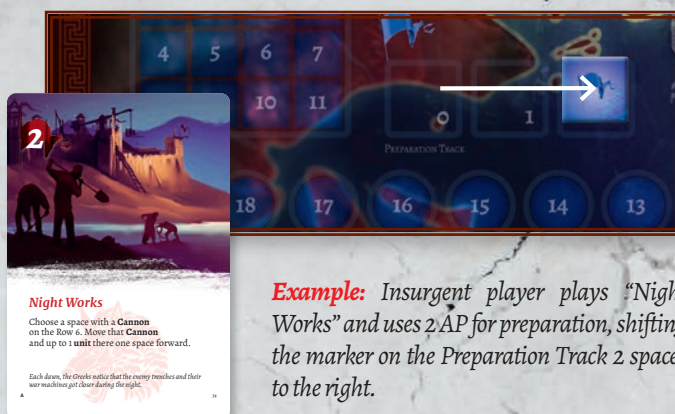 4 5 6 7
10 11
0 1
Preparation Track
18 17 16 15 14 13
2
Night Works
Choose a space with a Cannon
on the Row 6. Move that Cannon
and up to 1 unit there one space forward.
Each dawn, the Greeks notice that the enemy trenches and their
war machines got closer during the night.
A
Example: Insurgent player plays “Nigh
Works” and uses 2 AP for preparation, shiftin
the marker on the Preparation Track 2 space
to the right.